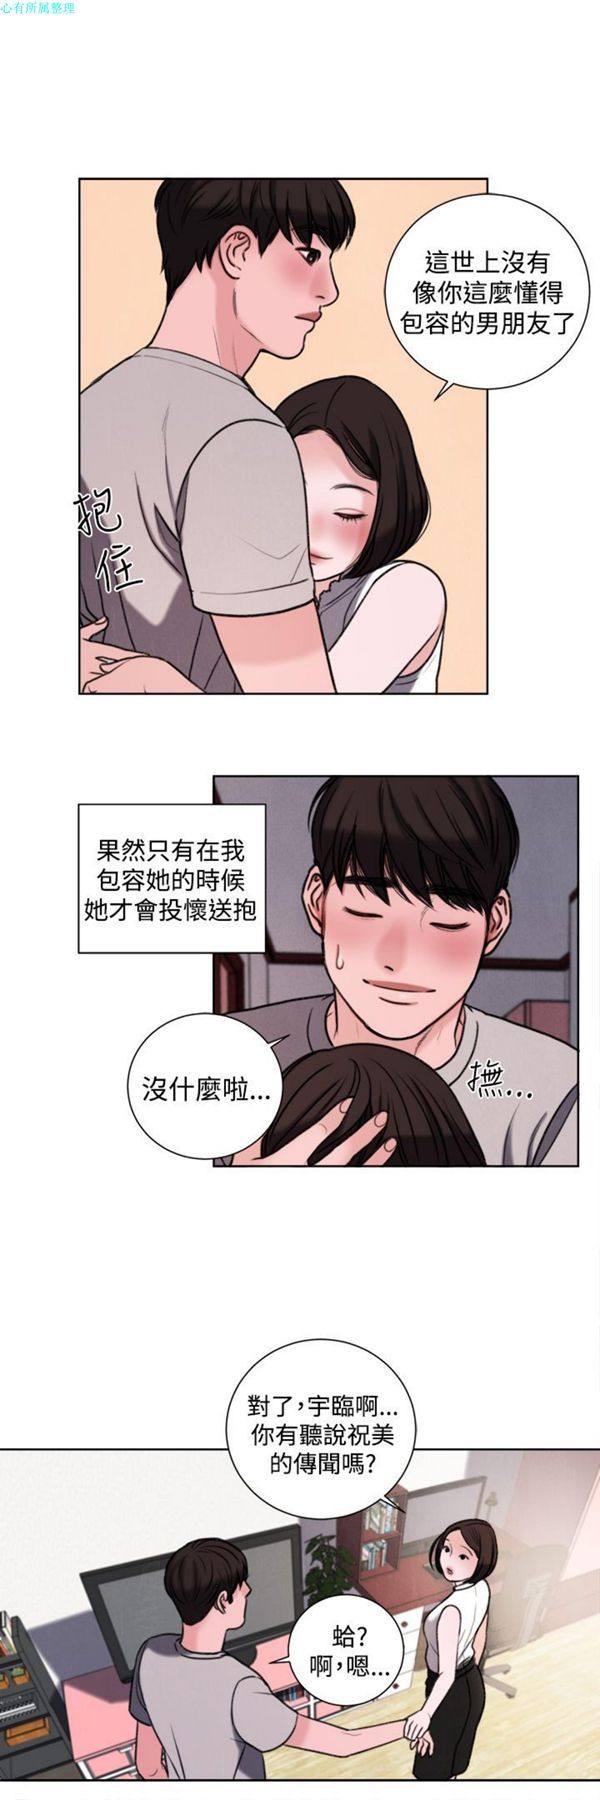 心有所属整理
這世上沒有
像你這麼懂得
包容的男朋友了
抱
住
果然只有在我
包容她的時候
她才會投懷送抱
沒什麼啦…
撫…
對了,宇臨啊…
你有聽說祝美
的傳聞嗎?
蛤?
啊,嗯…